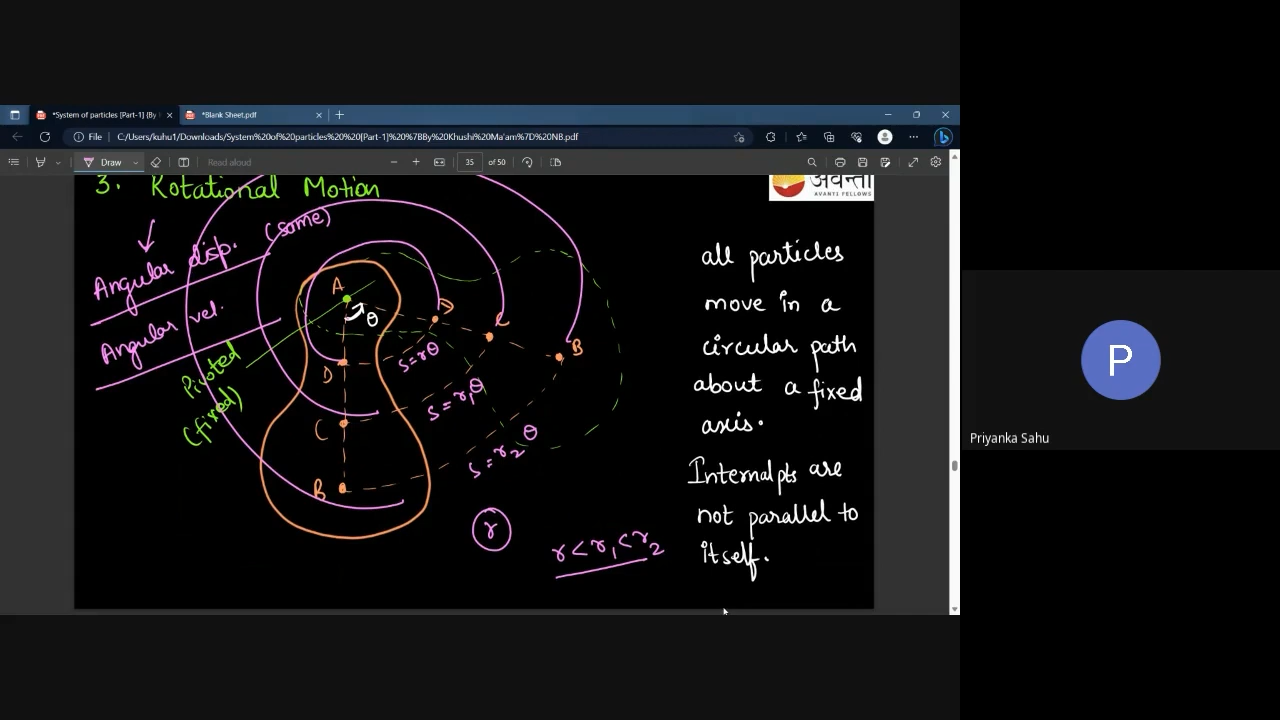 *System of particles [Part-1] {By
*Blank Sheet.pdf
File
C:/Users/kuhu1/Downloads/System%20of%20particles%20%20[Part-1]%20%7BBy%20Khushi%20Ma'am%7D%20NB.pdf
Draw
Read aloud
35
of 50
3. Rotational Motion
अवन्ती
AVANTI FELLOWS
Angular disp. (same)
Angular vel.
Pivoted
(fixed)
A
θ
D
C
B
D
C
B
s=rθ
s=r₁θ
s=r₂θ
r
r<r₁<r₂
all particles
move in a
circular path
about a fixed
axis.
Internal pts are
not parallel to
itself.
P
Priyanka Sahu